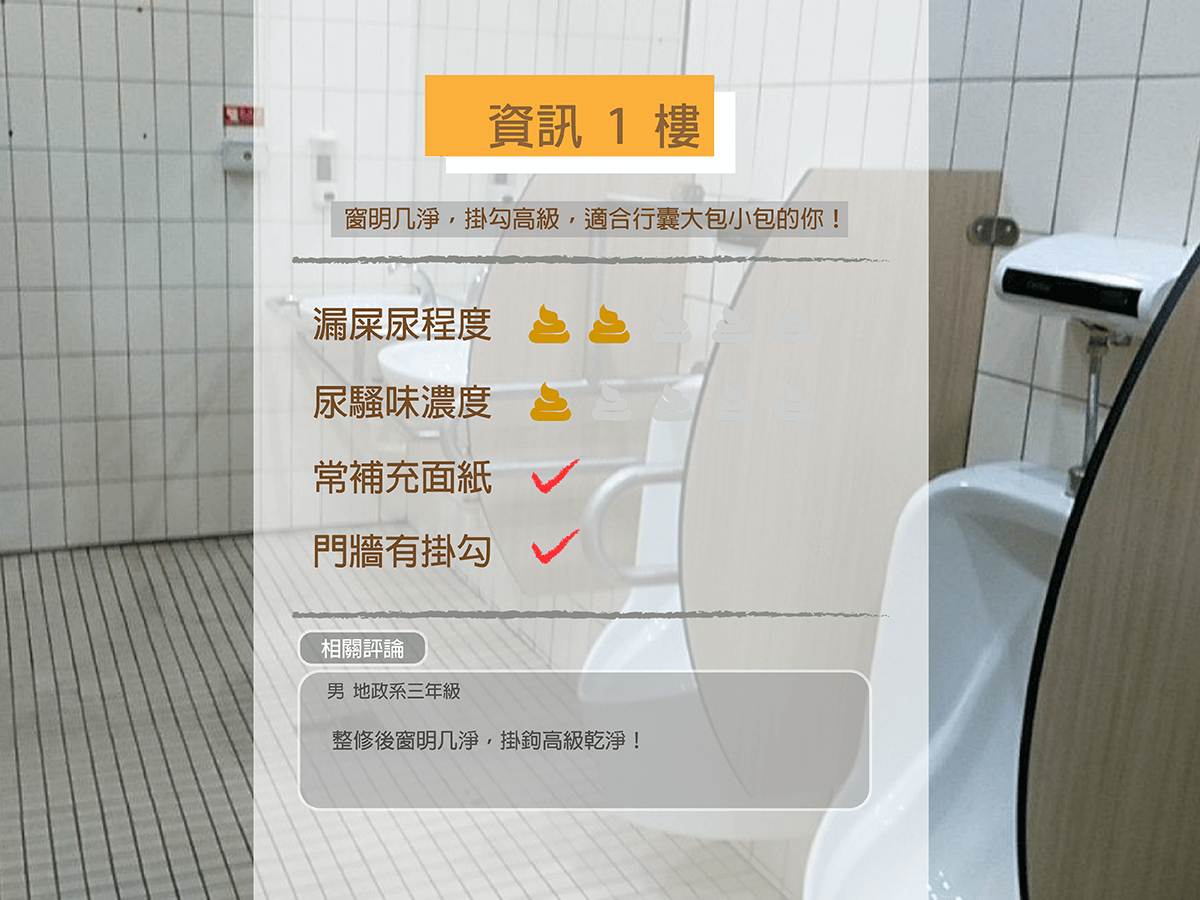 資訊 1 樓
窗明几淨，掛勾高級，適合行囊大包小包的你！
漏屎尿程度
尿騷味濃度
常補充面紙
門牆有掛勾
相關評論
男 地政系三年級
整修後窗明几淨，掛鉤高級乾淨！